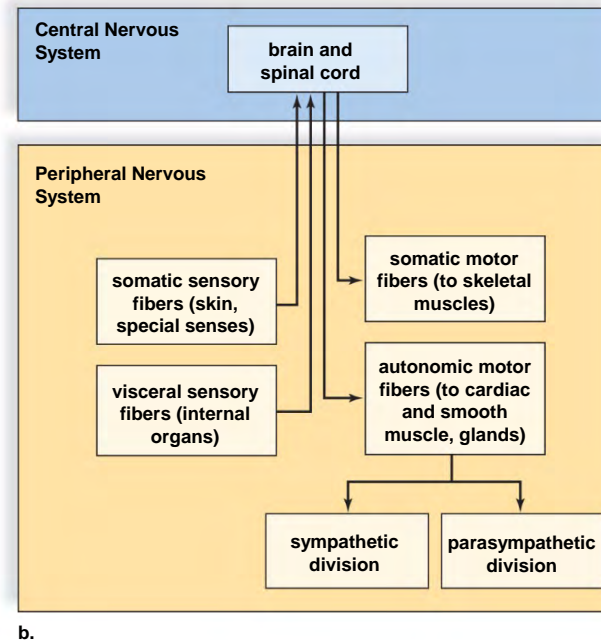 Central Nervous
System
brain and
spinal cord
Peripheral Nervous
System
somatic sensory
fibers (skin,
special senses)
somatic motor
fibers (to skeletal
muscles)
visceral sensory
fibers (internal
organs)
autonomic motor
fibers (to cardiac
and smooth
muscle, glands)
sympathetic
division
parasympathetic
division
b.